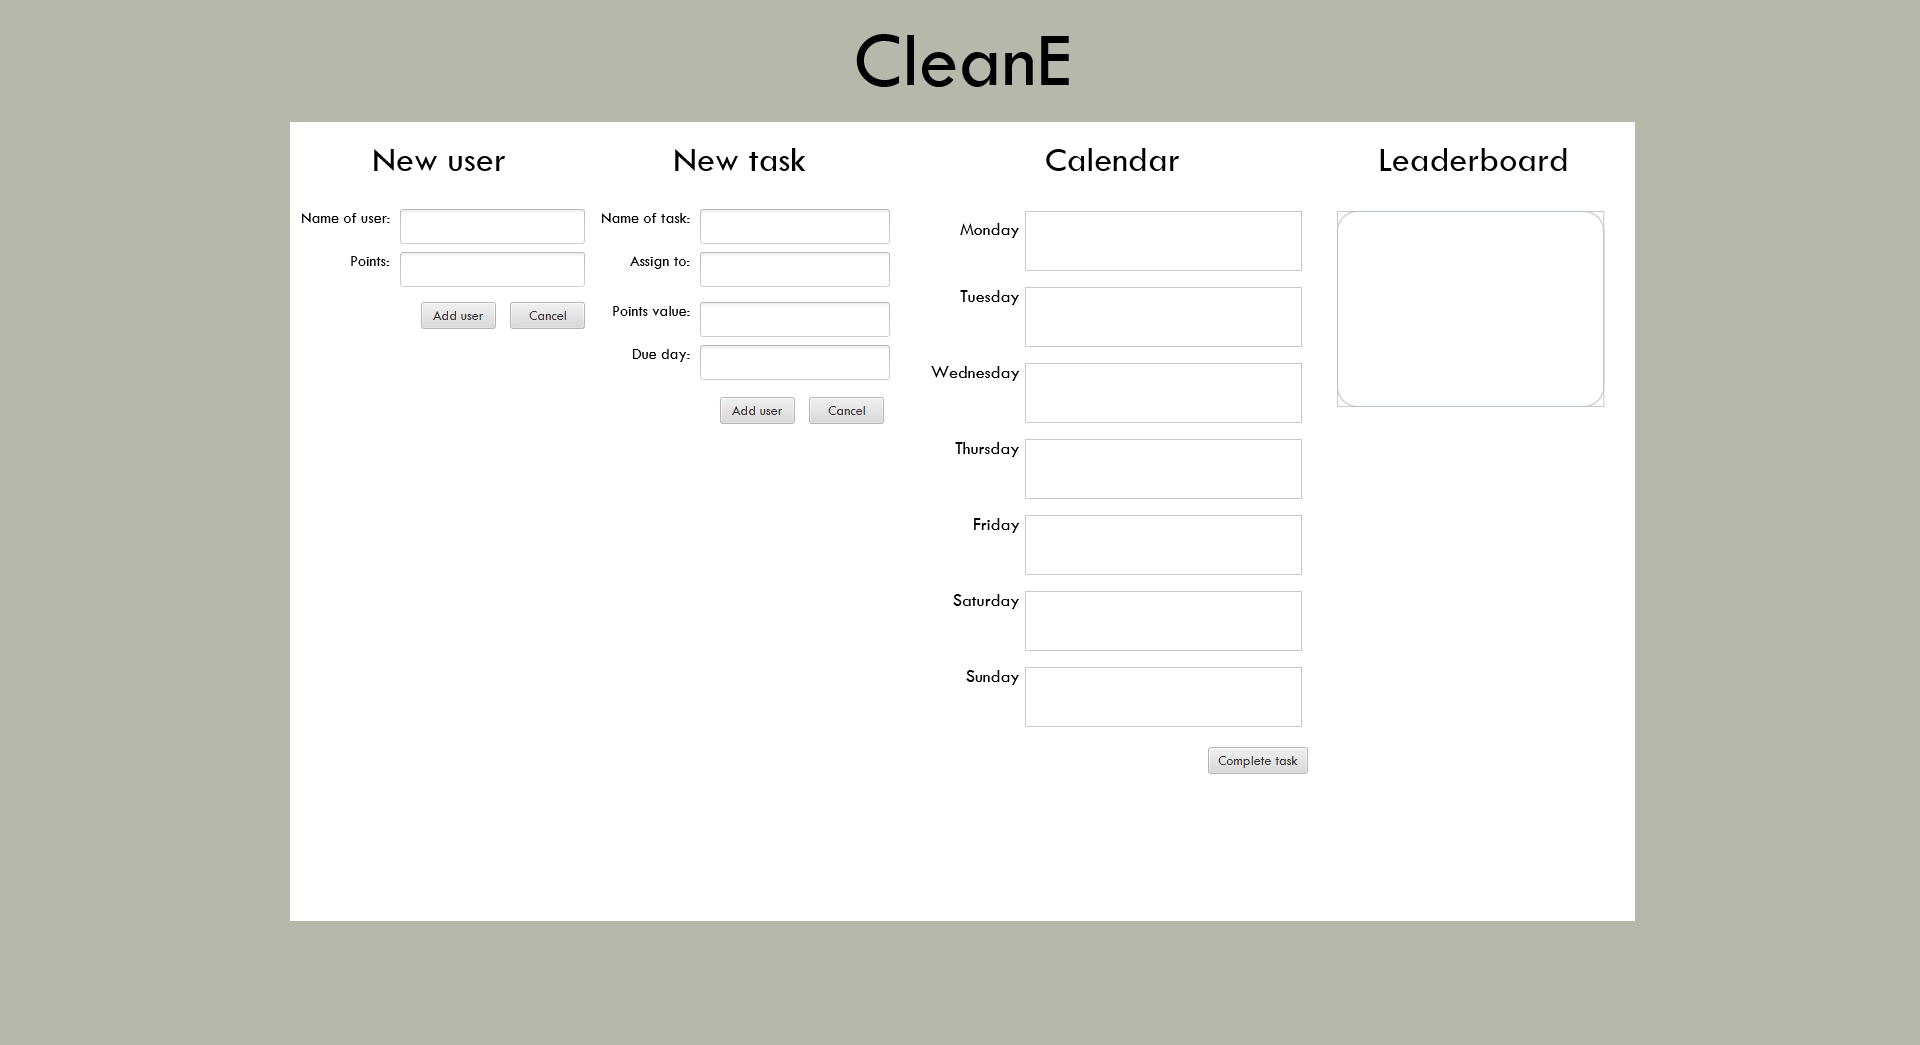 CleanE
New user
Name of user:
Points:
Add user
Cancel
New task
Name of task:
Assign to:
Points value:
Due day:
Add user
Cancel
Calendar
Monday
Tuesday
Wednesday
Thursday
Friday
Saturday
Sunday
Complete task
Leaderboard